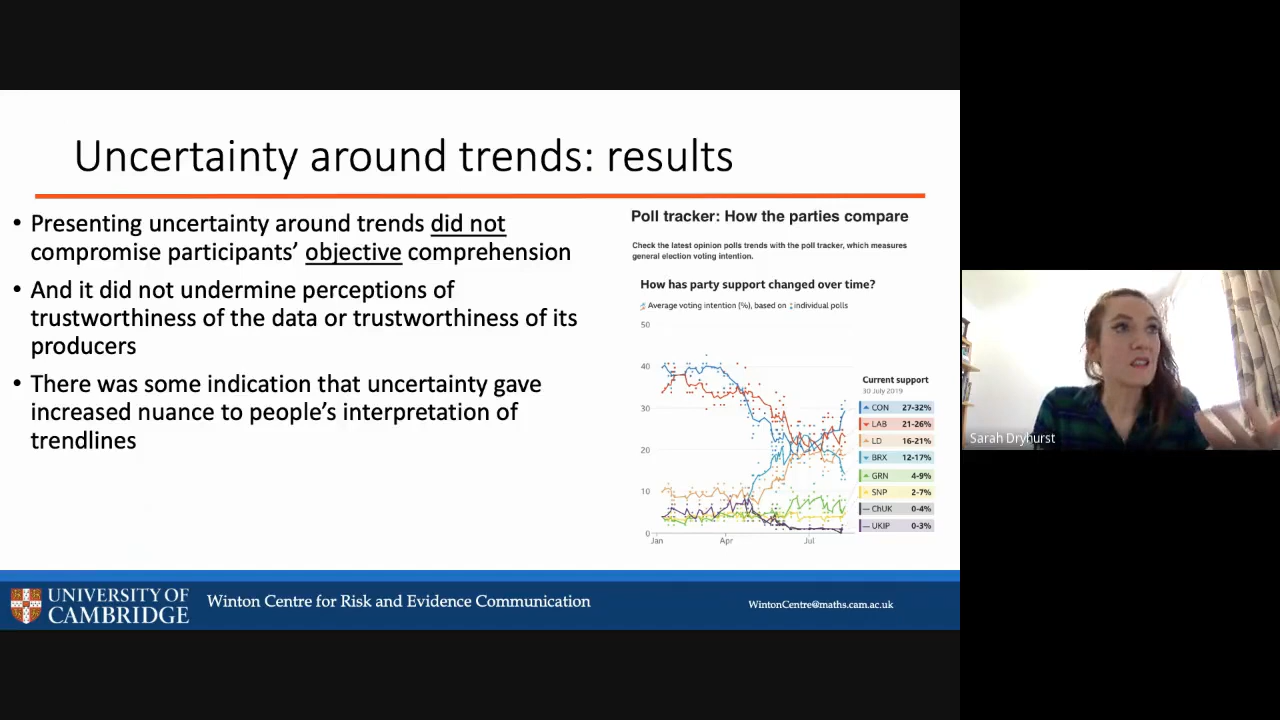 Uncertainty around trends: results
• Presenting uncertainty around trends did not
compromise participants’ objective comprehension
• And it did not undermine perceptions of
trustworthiness of the data or trustworthiness of its
producers
• There was some indication that uncertainty gave
increased nuance to people’s interpretation of
trendlines
Poll tracker: How the parties compare
Check the latest opinion polls trends with the poll tracker, which measures
general election voting intention.
How has party support changed over time?
Average voting intention (%), based on individual polls
50
40
30
20
10
0
Jan Apr Jul
Current support
30 July 2019
CON 27-32%
LAB 21-26%
LD 16-21%
BRX 12-17%
GRN 4-9%
SNP 2-7%
ChUK 0-4%
UKIP 0-3%
UNIVERSITY OF
CAMBRIDGE
Winton Centre for Risk and Evidence Communication
WintonCentre@maths.cam.ac.uk
Sarah Dryhurst